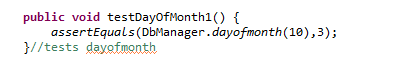 public void testDayOfMonth1() {
assertEquals(DbManager.dayofmonth(10),3);
}//tests dayofmonth